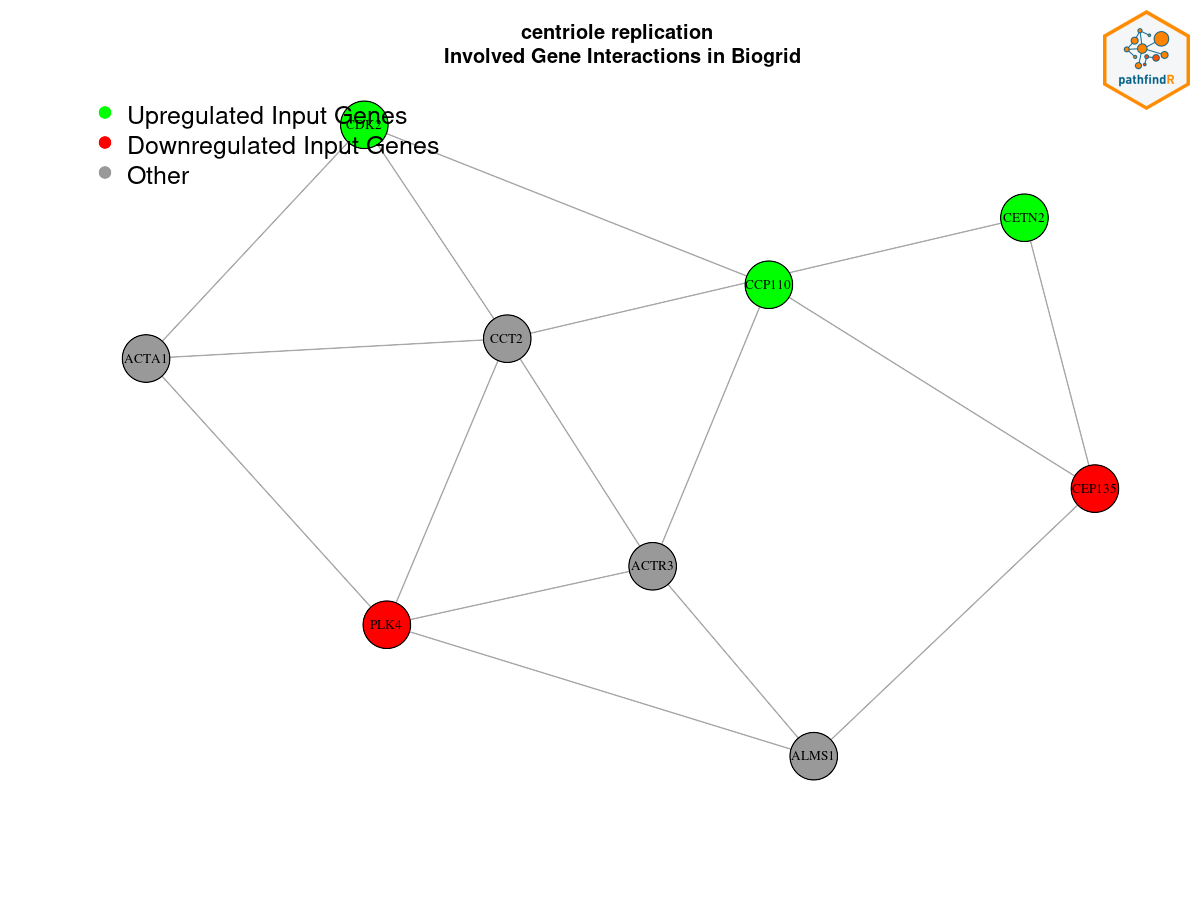 centriole replication
Involved Gene Interactions in Biogrid
pathfindR
Upregulated Input Genes
CDK2
Downregulated Input Genes
Other
CETN2
CCP110
CCT2
ACTA1
CEP135
ACTR3
PLK4
ALMS1